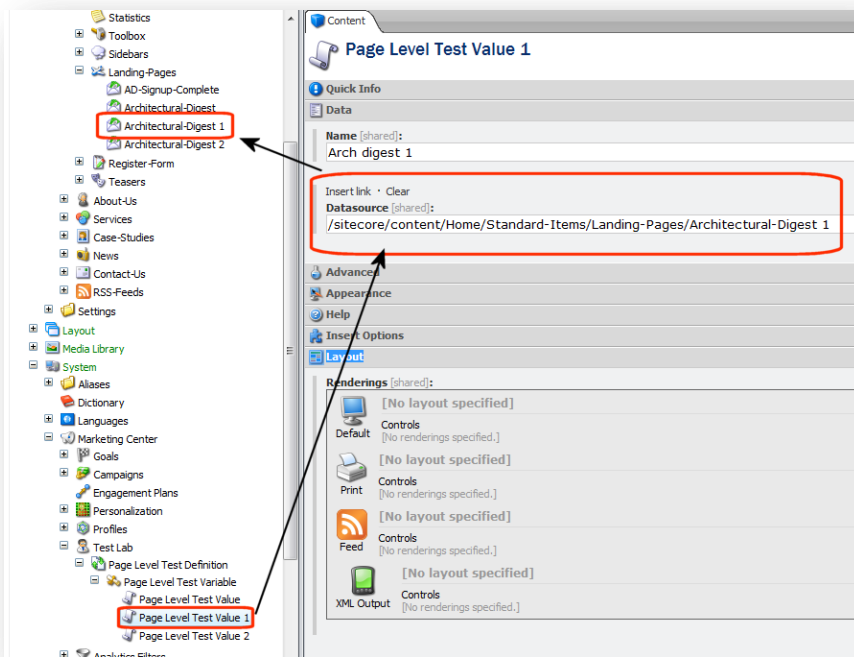 Statistics
Toolbox
Sidebars
Landing-Pages
AD-Signup-Complete
Architectural-Digest
Architectural-Digest 1
Architectural-Digest 2
Register-Form
Teasers
About-Us
Services
Case-Studies
News
Contact-Us
RSS-Feeds
Settings
Layout
Media Library
System
Aliases
Dictionary
Languages
Marketing Center
Goals
Campaigns
Engagement Plans
Personalization
Profiles
Test Lab
Page Level Test Definition
Page Level Test Variable
Page Level Test Value
Page Level Test Value 1
Page Level Test Value 2
Analytics Filters
Content
Page Level Test Value 1
Quick Info
Data
Name [shared]:
Arch digest 1
Insert link · Clear
Datasource [shared]:
/sitecore/content/Home/Standard-Items/Landing-Pages/Architectural-Digest 1
Advanced
Appearance
Help
Insert Options
Layout
Renderings [shared]:
[No layout specified]
Default
Controls
[No renderings specified.]
[No layout specified]
Print
Controls
[No renderings specified.]
[No layout specified]
Feed
Controls
[No renderings specified.]
[No layout specified]
XML Output
Controls
[No renderings specified.]